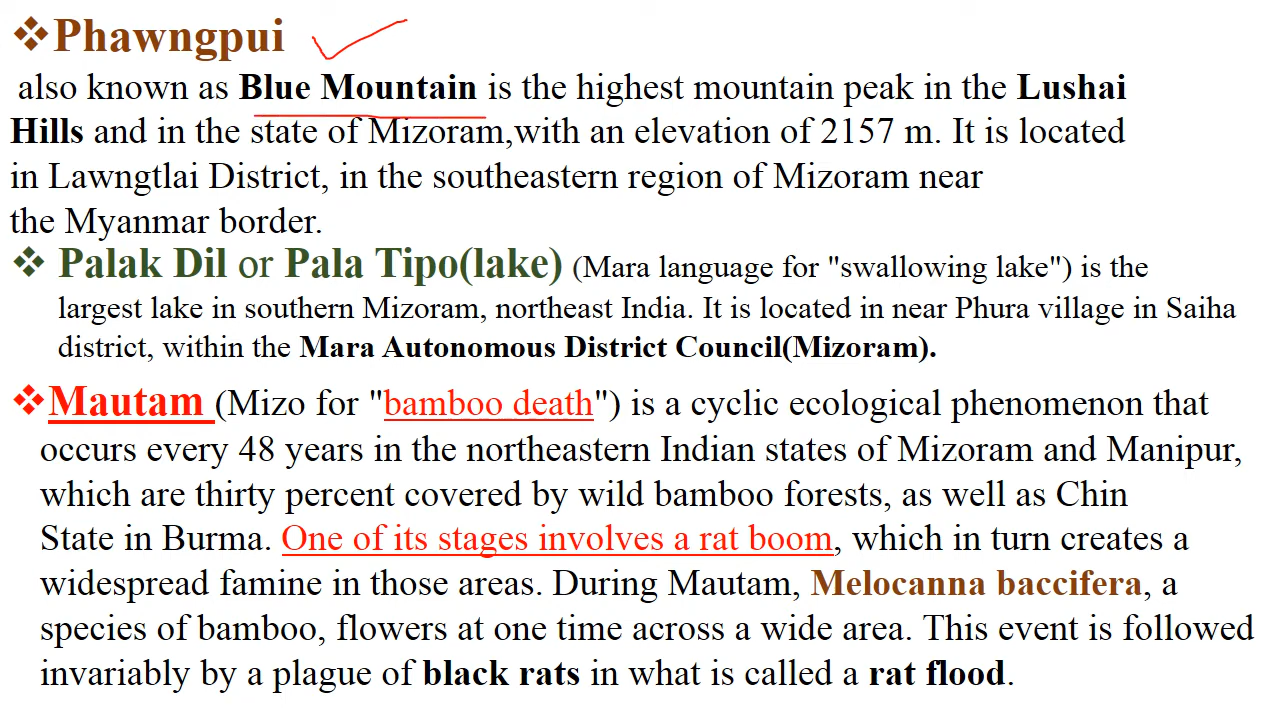 ❖Phawngpui
also known as Blue Mountain is the highest mountain peak in the Lushai
Hills and in the state of Mizoram,with an elevation of 2157 m. It is located
in Lawngtlai District, in the southeastern region of Mizoram near
the Myanmar border.
❖ Palak Dil or Pala Tipo(lake) (Mara language for "swallowing lake") is the
largest lake in southern Mizoram, northeast India. It is located in near Phura village in Saiha
district, within the Mara Autonomous District Council(Mizoram).
❖Mautam (Mizo for "bamboo death") is a cyclic ecological phenomenon that
occurs every 48 years in the northeastern Indian states of Mizoram and Manipur,
which are thirty percent covered by wild bamboo forests, as well as Chin
State in Burma. One of its stages involves a rat boom, which in turn creates a
widespread famine in those areas. During Mautam, Melocanna baccifera, a
species of bamboo, flowers at one time across a wide area. This event is followed
invariably by a plague of black rats in what is called a rat flood.